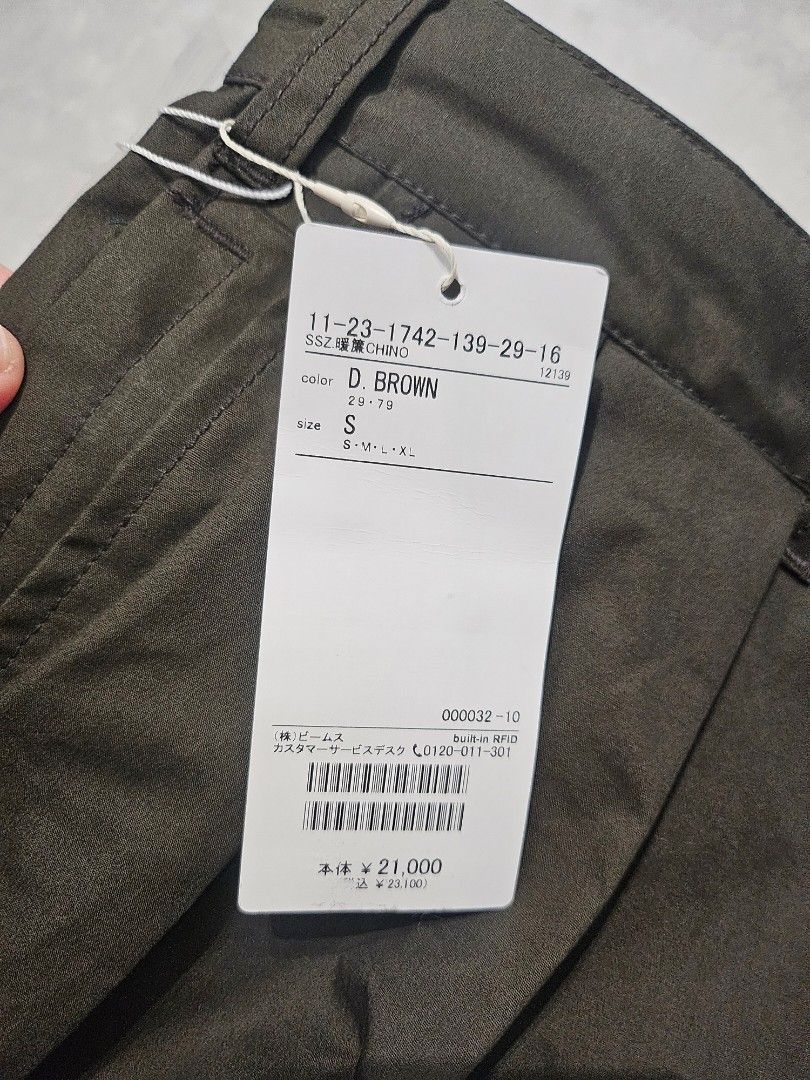 11-23-1742-139-29-16
SSZ.暖簾CHINO
12139
color D. BROWN
29・79
size S
S・M・L・XL
000032-10
(株)ビームス built-in RFID
カスタマーサービスデスク 0120-011-301
本体 ¥21,000
込 ¥23,100)